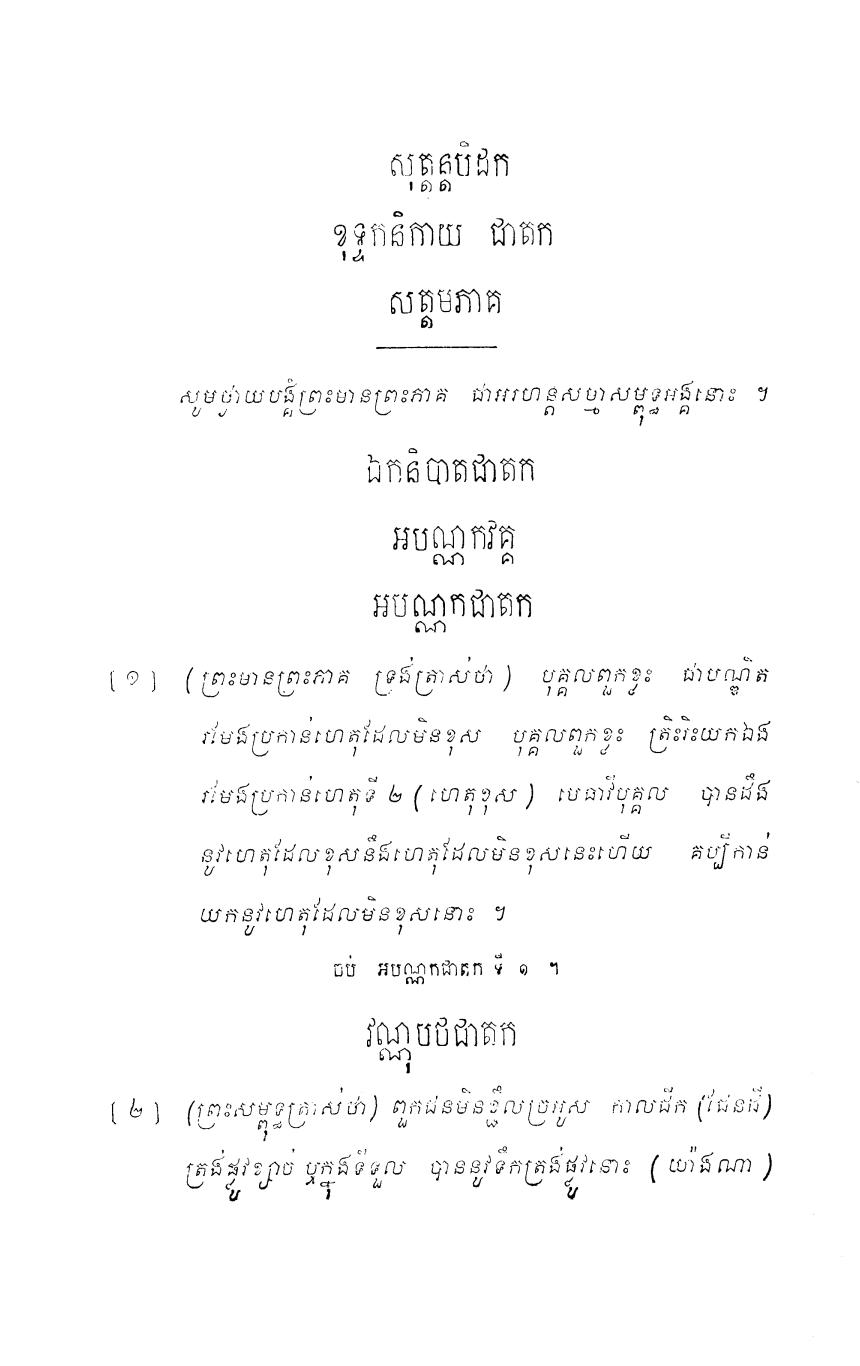 សុត្តន្តបិដក
ខុទ្ទកនិកាយ ជាតក
សត្តមភាគ
សូមថ្វាយបង្គំព្រះមានព្រះភាគ ជាអរហន្តសម្មាសម្ពុទ្ធអង្គនោះ ។
ឯកនិបាតជាតក
អបណ្ណកវគ្គ
អបណ្ណកជាតក
[ ១ ] (ព្រះមានព្រះភាគ ទ្រង់ត្រាស់ថា) បុគ្គលពួកខ្លះ ជាបណ្ឌិត
រមែងប្រកាន់ហេតុដែលមិនខុស បុគ្គលពួកខ្លះ ត្រិះរិះយកឯង
រមែងប្រកាន់ហេតុទី ២ (ហេតុខុស) មេធាវីបុគ្គល បានដឹង
នូវហេតុដែលខុសនឹងហេតុដែលមិនខុសនេះហើយ គប្បីកាន់
យកនូវហេតុដែលមិនខុសនោះ ។
ចប់ អបណ្ណកជាតក ទី ១ ។
វណ្ណុបថជាតក
[ ២ ] (ព្រះសម្ពុទ្ធត្រាស់ថា) ពួកជនមិនខ្ជិលច្រអូស កាលជីក (ផែនដី)
ត្រង់ផ្លូវខ្សាច់ ឬក្នុងទីទួល បាននូវទឹកត្រង់ផ្លូវនោះ (យ៉ាងណា)